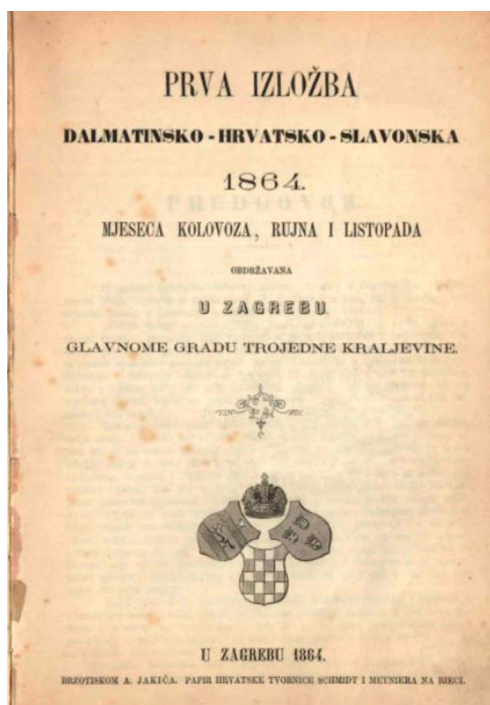 PRVA IZLOŽBA
DALMATINSKO-HRVATSKO-SLAVONSKA
1864.
MJESECA KOLOVOZA, RUJNA I LISTOPADA
OBDRŽAVANA
U ZAGREBU
GLAVNOME GRADU TROJEDNE KRALJEVINE.
U ZAGREBU 1864.
BRZOTISKOM A. JAKIĆA. PAPIR HRVATSKE TVORNICE SCHMIDT I MEYNIERA NA RIECI.